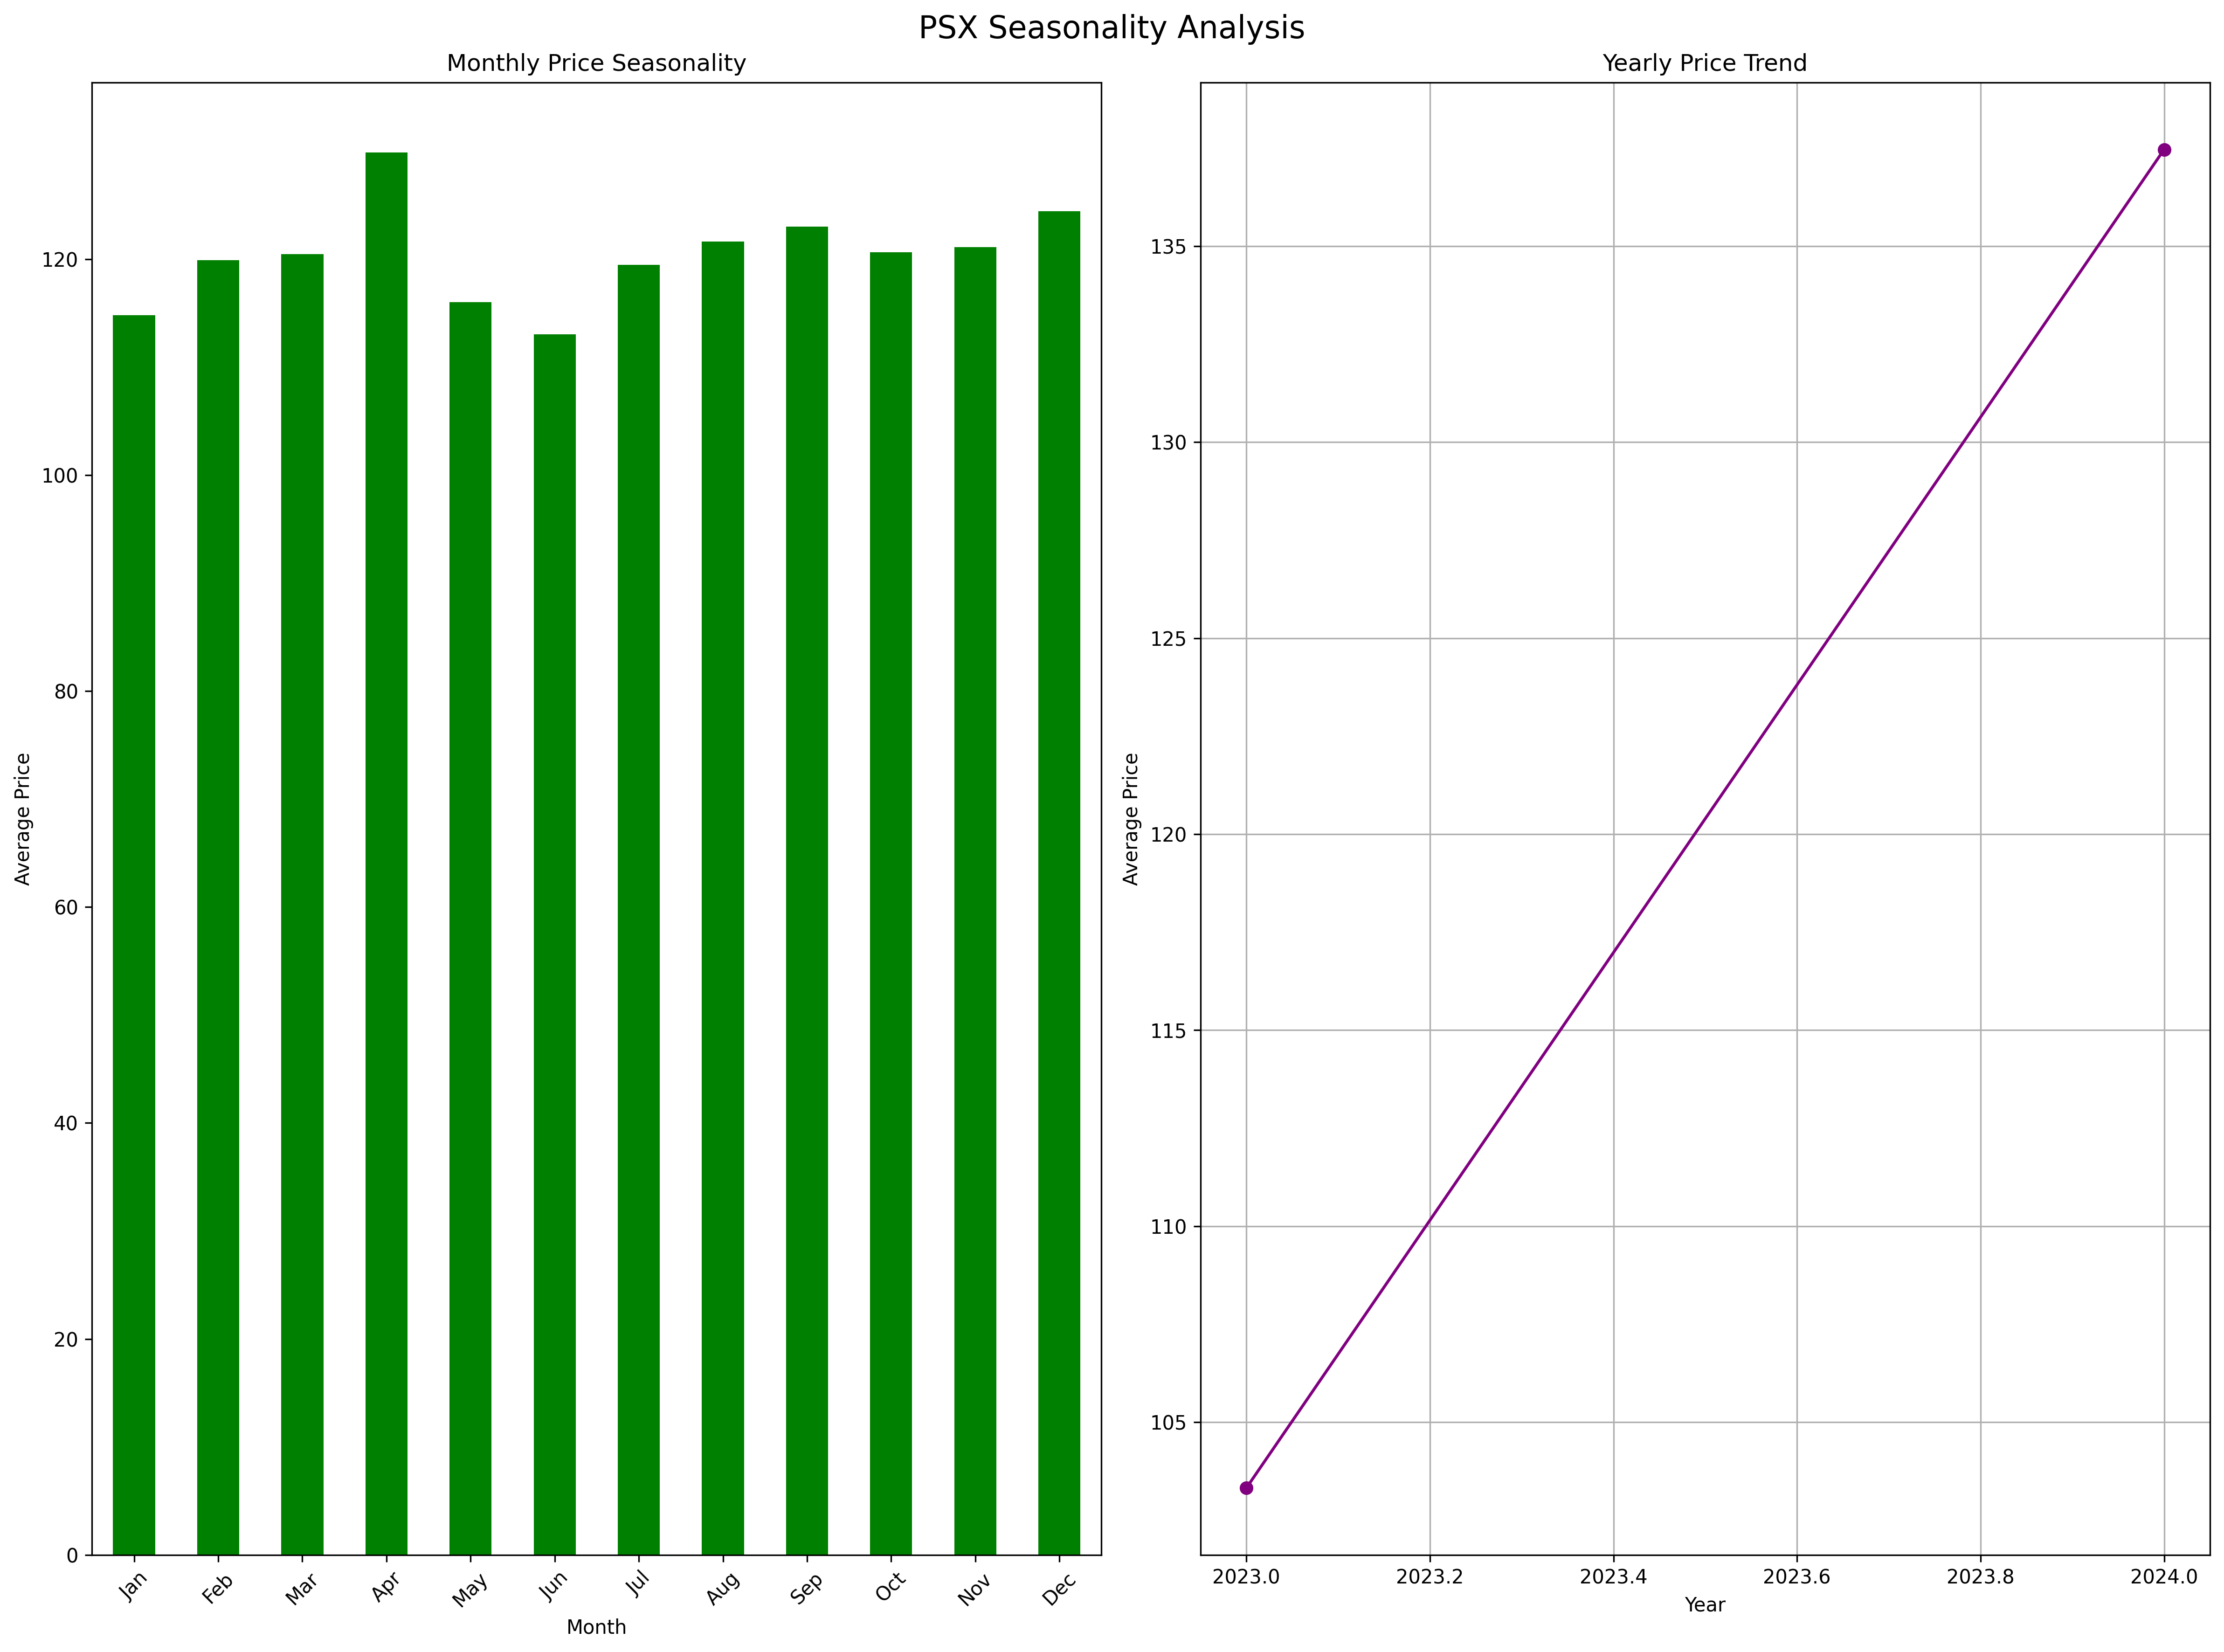 PSX Seasonality Analysis
Monthly Price Seasonality
Average Price
120
100
80
60
40
20
0
Jan Feb Mar Apr May Jun Jul Aug Sep Oct Nov Dec
Month
Yearly Price Trend
Average Price
135
130
125
120
115
110
105
2023.0 2023.2 2023.4 2023.6 2023.8 2024.0
Year